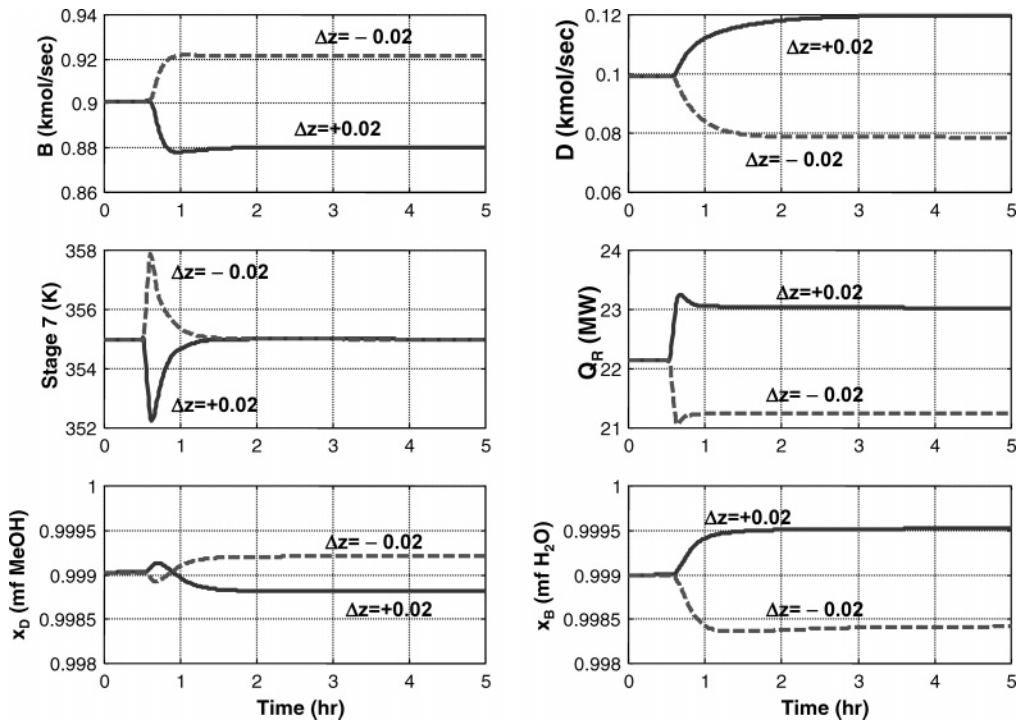 0.94
0.92
0.9
0.88
0.86
B (kmol/sec)
Δz= – 0.02
Δz=+0.02
0 1 2 3 4 5
0.12
0.1
0.08
0.06
D (kmol/sec)
Δz=+0.02
Δz= – 0.02
0 1 2 3 4 5
358
356
354
352
Stage 7 (K)
Δz= – 0.02
Δz=+0.02
0 1 2 3 4 5
24
23
22
21
Q_R (MW)
Δz=+0.02
Δz= – 0.02
0 1 2 3 4 5
1
0.9995
0.999
0.9985
0.998
x_D (mf MeOH)
Δz= – 0.02
Δz=+0.02
0 1 2 3 4 5
Time (hr)
1
0.9995
0.999
0.9985
0.998
x_B (mf H₂O)
Δz=+0.02
Δz= – 0.02
0 1 2 3 4 5
Time (hr)